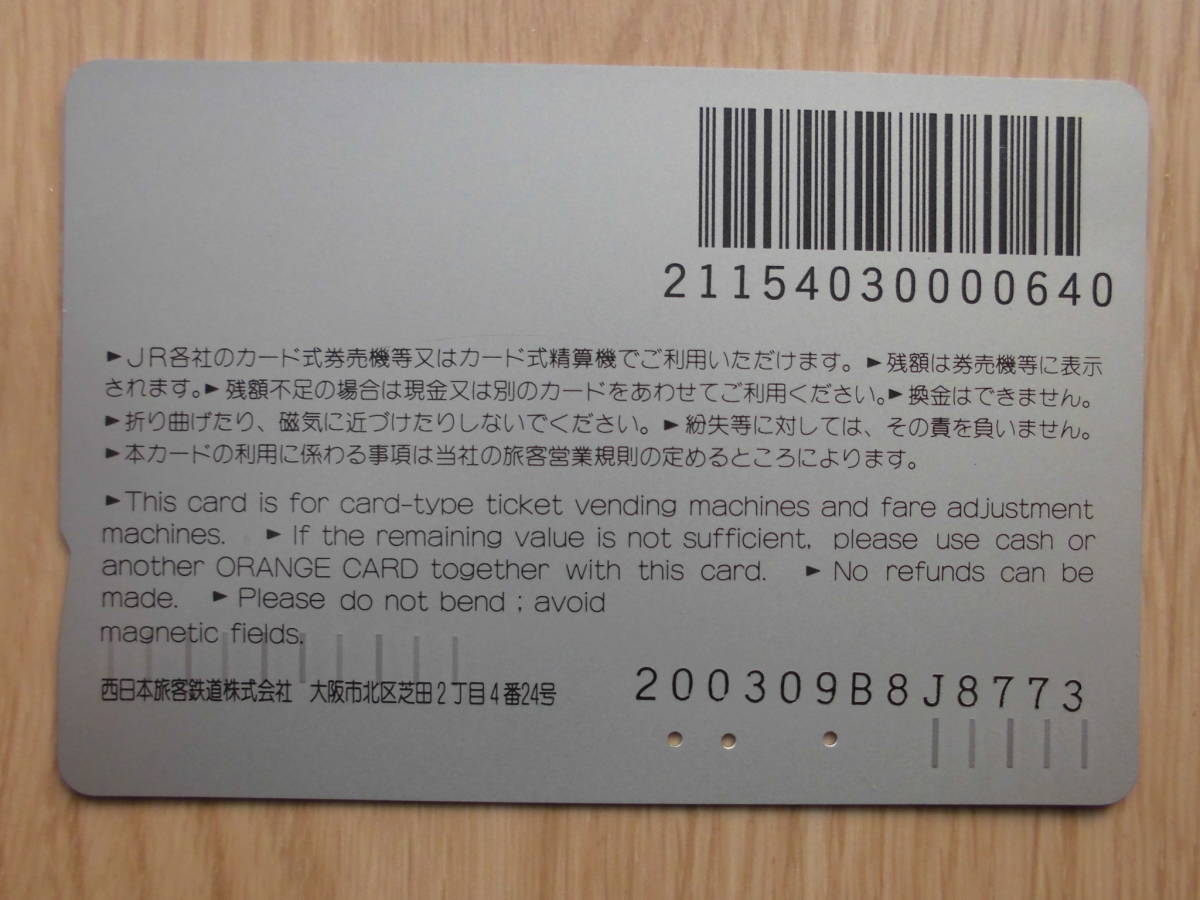 211540300000640
►JR各社のカード式券売機等又はカード式精算機でご利用いただけます。►残額は券売機等に表示
されます。►残額不足の場合は現金又は別のカードをあわせてご利用ください。►換金はできません。
►折り曲げたり、磁気に近づけたりしないでください。►紛失等に対しては、その責を負いません。
►本カードの利用に係わる事項は当社の旅客営業規則の定めるところによります。
►This card is for card-type ticket vending machines and fare adjustment
machines. ►If the remaining value is not sufficient, please use cash or
another ORANGE CARD together with this card. ►No refunds can be
made. ►Please do not bend ; avoid
magnetic fields.
西日本旅客鉄道株式会社 大阪市北区芝田2丁目4番24号
200309B8J8773